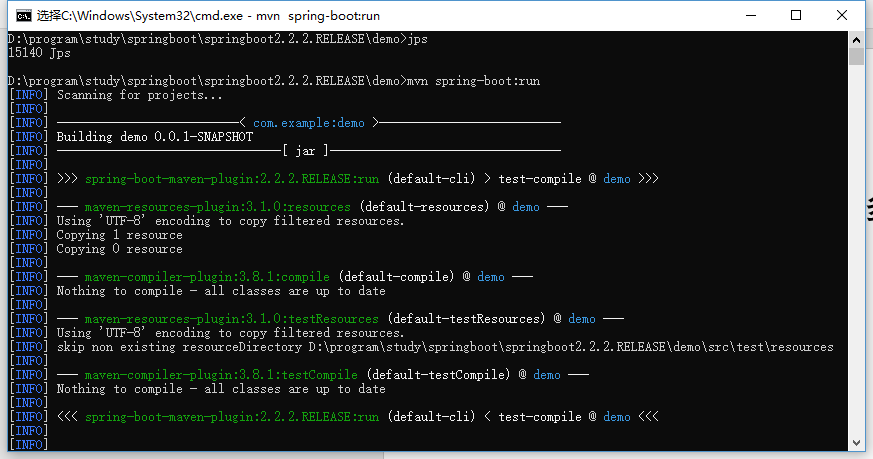 选择C:\Windows\System32\cmd.exe - mvn  spring-boot:run
D:\program\study\springboot\springboot2.2.2.RELEASE\demo>jps
15140 Jps
D:\program\study\springboot\springboot2.2.2.RELEASE\demo>mvn spring-boot:run
[INFO] Scanning for projects...
[INFO]
[INFO] --------------------------< com.example:demo >--------------------------
[INFO] Building demo 0.0.1-SNAPSHOT
[INFO] --------------------------------[ jar ]---------------------------------
[INFO]
[INFO] >>> spring-boot-maven-plugin:2.2.2.RELEASE:run (default-cli) > test-compile @ demo >>>
[INFO]
[INFO] --- maven-resources-plugin:3.1.0:resources (default-resources) @ demo ---
[INFO] Using 'UTF-8' encoding to copy filtered resources.
[INFO] Copying 1 resource
[INFO] Copying 0 resource
[INFO]
[INFO] --- maven-compiler-plugin:3.8.1:compile (default-compile) @ demo ---
[INFO] Nothing to compile - all classes are up to date
[INFO]
[INFO] --- maven-resources-plugin:3.1.0:testResources (default-testResources) @ demo ---
[INFO] Using 'UTF-8' encoding to copy filtered resources.
[INFO] skip non existing resourceDirectory D:\program\study\springboot\springboot2.2.2.RELEASE\demo\src\test\resources
[INFO]
[INFO] --- maven-compiler-plugin:3.8.1:testCompile (default-testCompile) @ demo ---
[INFO] Nothing to compile - all classes are up to date
[INFO]
[INFO] <<< spring-boot-maven-plugin:2.2.2.RELEASE:run (default-cli) < test-compile @ demo <<<
[INFO]
[INFO]